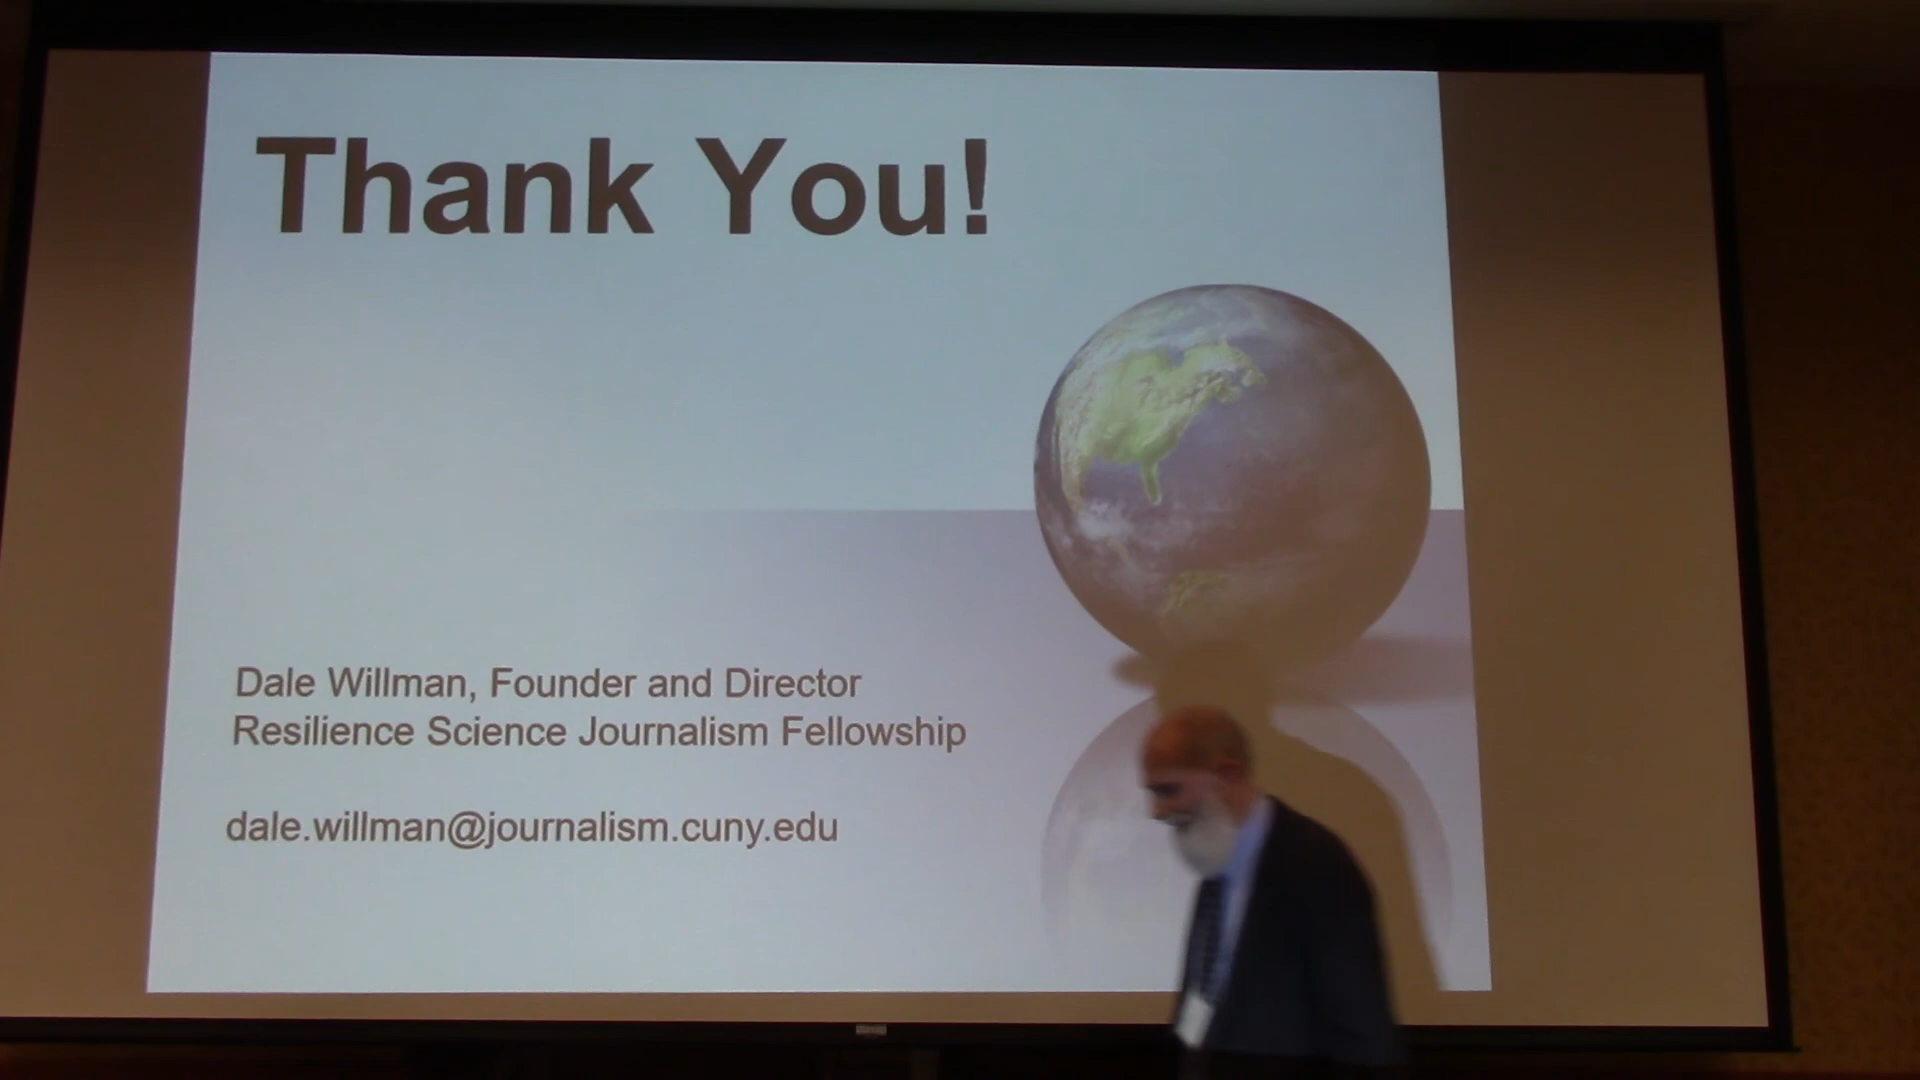 Thank You!
Dale Willman, Founder and Director
Resilience Science Journalism Fellowship
dale.willman@journalism.cuny.edu